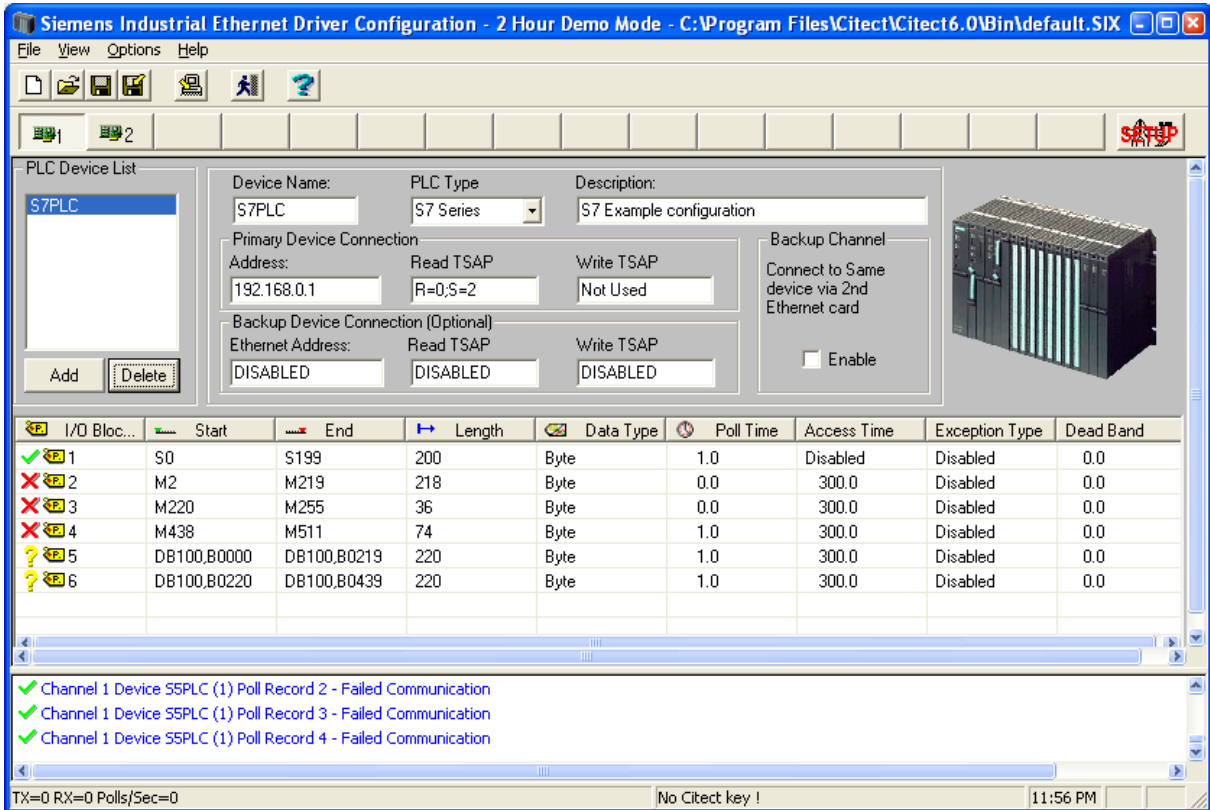 Siemens Industrial Ethernet Driver Configuration - 2 Hour Demo Mode - C:\Program Files\Citect\Citect6.0\Bin\default.SIX
File View Options Help
1 2 SETUP
PLC Device List
S7PLC
Add Delete
Device Name: PLC Type Description:
S7PLC S7 Series S7 Example configuration
Primary Device Connection
Address: Read TSAP Write TSAP
192.168.0.1 R=0;S=2 Not Used
Backup Device Connection (Optional)
Ethernet Address: Read TSAP Write TSAP
DISABLED DISABLED DISABLED
Backup Channel
Connect to Same
device via 2nd
Ethernet card
Enable
I/O Bloc... Start End Length Data Type Poll Time Access Time Exception Type Dead Band
1 S0 S199 200 Byte 1.0 Disabled Disabled 0.0
2 M2 M219 218 Byte 0.0 300.0 Disabled 0.0
3 M220 M255 36 Byte 0.0 300.0 Disabled 0.0
4 M438 M511 74 Byte 1.0 300.0 Disabled 0.0
5 DB100,B0000 DB100,B0219 220 Byte 1.0 300.0 Disabled 0.0
6 DB100,B0220 DB100,B0439 220 Byte 1.0 300.0 Disabled 0.0
Channel 1 Device S5PLC (1) Poll Record 2 - Failed Communication
Channel 1 Device S5PLC (1) Poll Record 3 - Failed Communication
Channel 1 Device S5PLC (1) Poll Record 4 - Failed Communication
TX=0 RX=0 Polls/Sec=0 No Citect key ! 11:56 PM